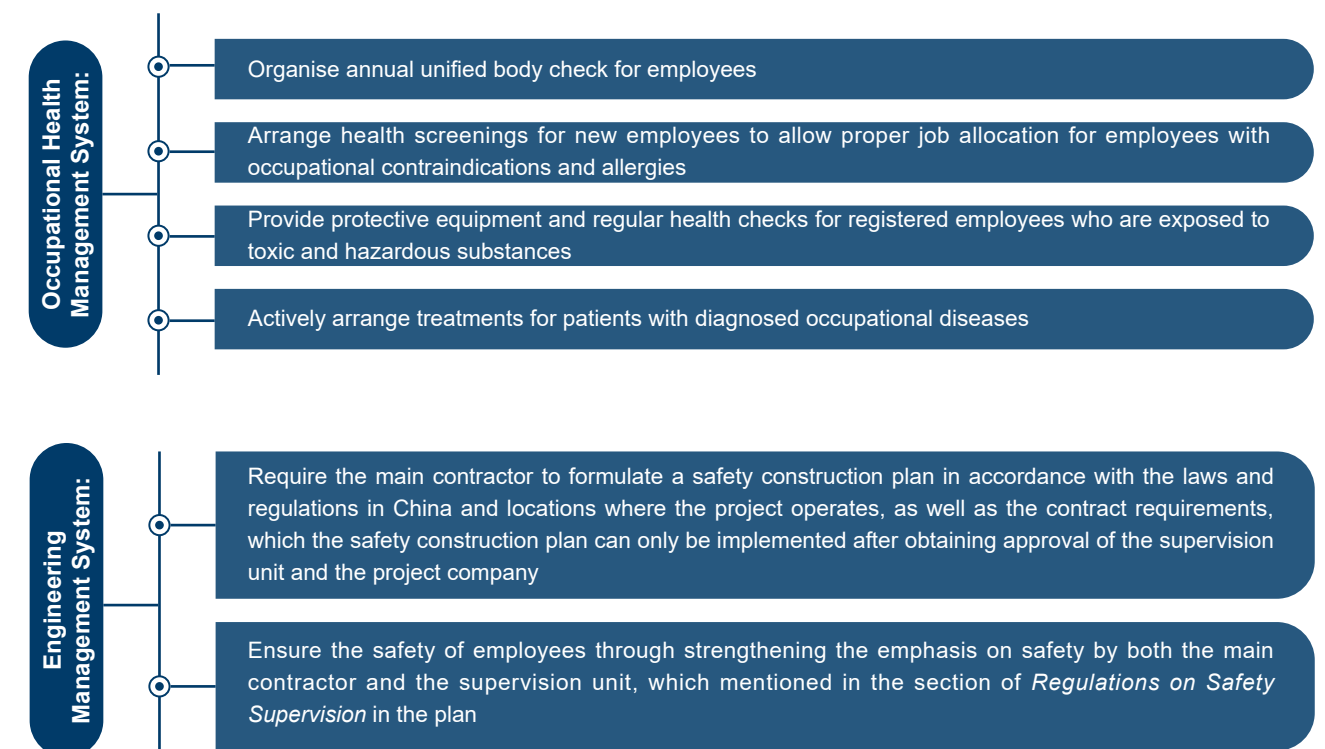 Occupational Health
Management System:
Organise annual unified body check for employees
Arrange health screenings for new employees to allow proper job allocation for employees with
occupational contraindications and allergies
Provide protective equipment and regular health checks for registered employees who are exposed to
toxic and hazardous substances
Actively arrange treatments for patients with diagnosed occupational diseases
Engineering
Management System:
Require the main contractor to formulate a safety construction plan in accordance with the laws and
regulations in China and locations where the project operates, as well as the contract requirements,
which the safety construction plan can only be implemented after obtaining approval of the supervision
unit and the project company
Ensure the safety of employees through strengthening the emphasis on safety by both the main
contractor and the supervision unit, which mentioned in the section of Regulations on Safety
Supervision in the plan